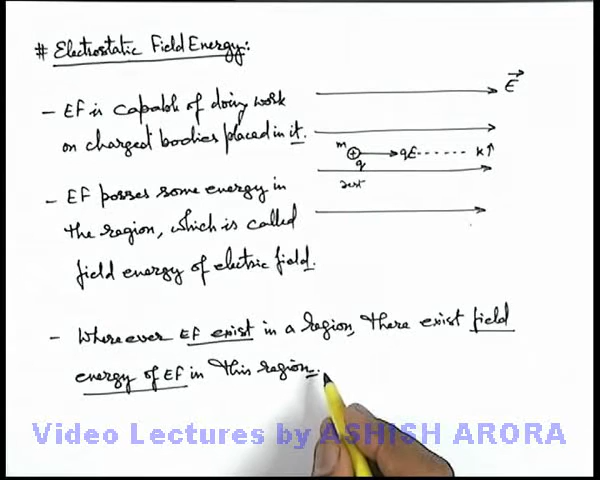 # Electrostatic Field Energy:
- EF is capable of doing work
on charged bodies placed in it.
- EF posses some energy in
the region, which is called
field energy of electric field.
- Whereever EF exist in a region, there exist field
energy of EF in this region.
E
m
q
qE
K↑
rest
Video Lectures by ASHISH ARORA